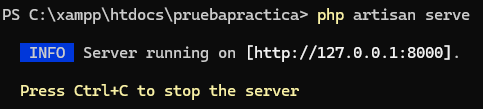 PS C:\xampp\htdocs\pruebapractica> php artisan serve
INFO Server running on [http://127.0.0.1:8000].
Press Ctrl+C to stop the server